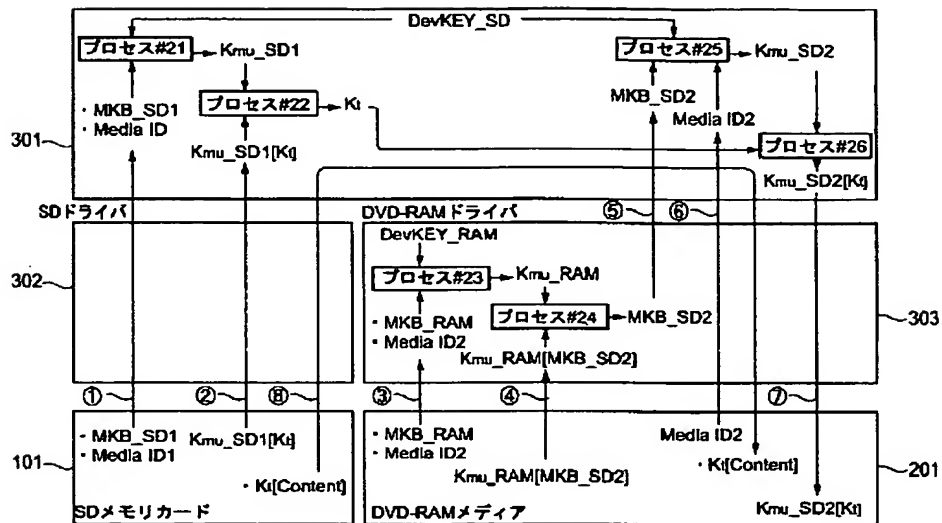 DevKEY_SD
プロセス#21
Kmu_SD1
プロセス#25
Kmu_SD2
・MKB_SD1
・Media ID
プロセス#22
Kt
MKB_SD2
Media ID2
301
Kmu_SD1[Kt]
プロセス#26
Kmu_SD2[Kt]
SDドライバ
DVD-RAMドライバ
⑤
⑥
DevKEY_RAM
302
プロセス#23
Kmu_RAM
・MKB_RAM
・Media ID2
プロセス#24
MKB_SD2
303
Kmu_RAM[MKB_SD2]
①
②
⑧
③
④
⑦
101
・MKB_SD1
・Media ID1
Kmu_SD1[Kt]
・MKB_RAM
・Media ID2
Media ID2
201
・Kt[Content]
Kmu_RAM[MKB_SD2]
・Kt[Content]
Kmu_SD2[Kt]
SDメモリカード
DVD-RAMメディア